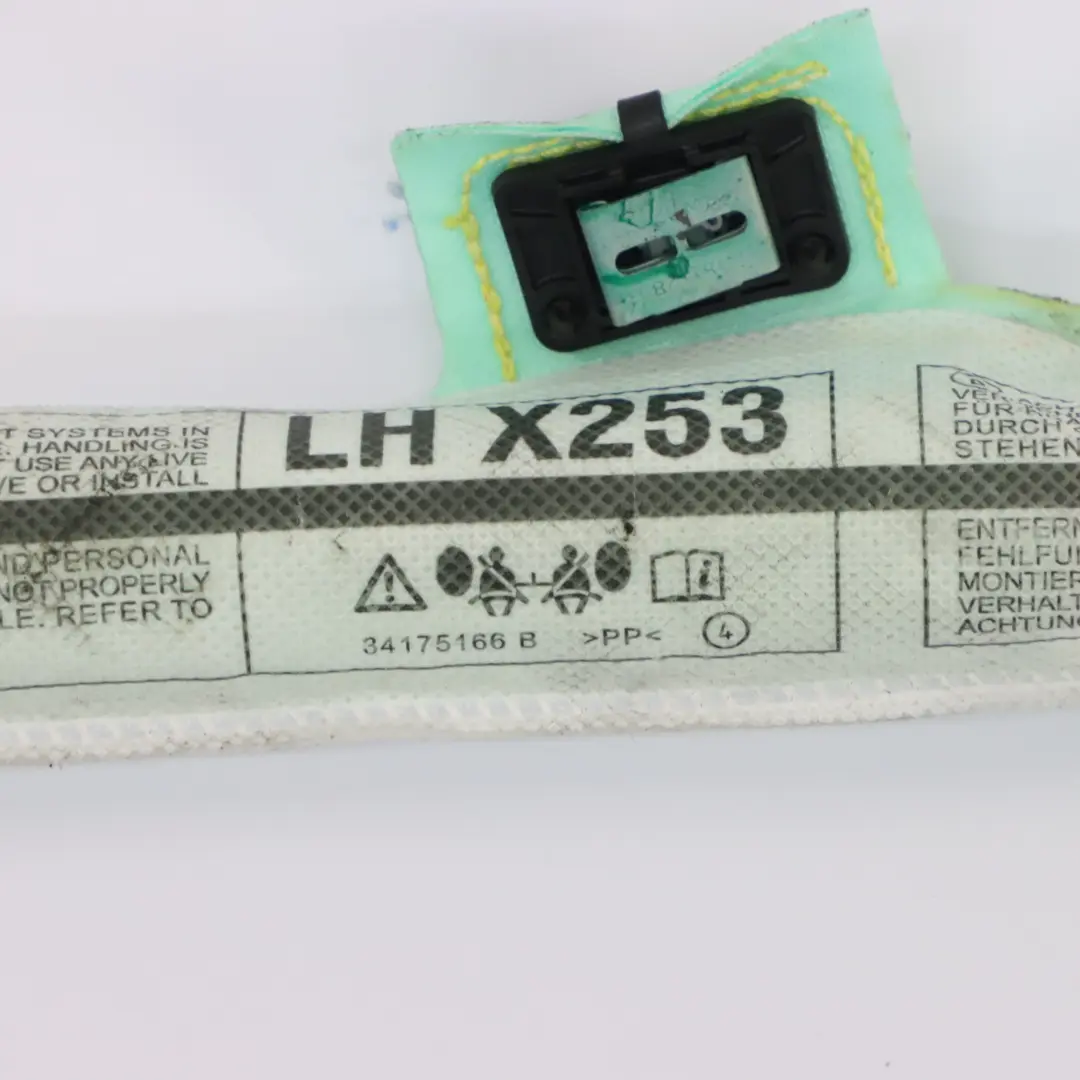 T SYSTEMS IN
E. HANDLING IS
T USE ANY LIVE
VE OR INSTALL
ND PERSONAL
NOT PROPERLY
LE. REFER TO
LH X253
34175166 B >PP< 4
VER
FÜR
DURCH
STEHEN
ENTFERN
FEHLFU
MONTIER
VERHALT
ACHTUNG